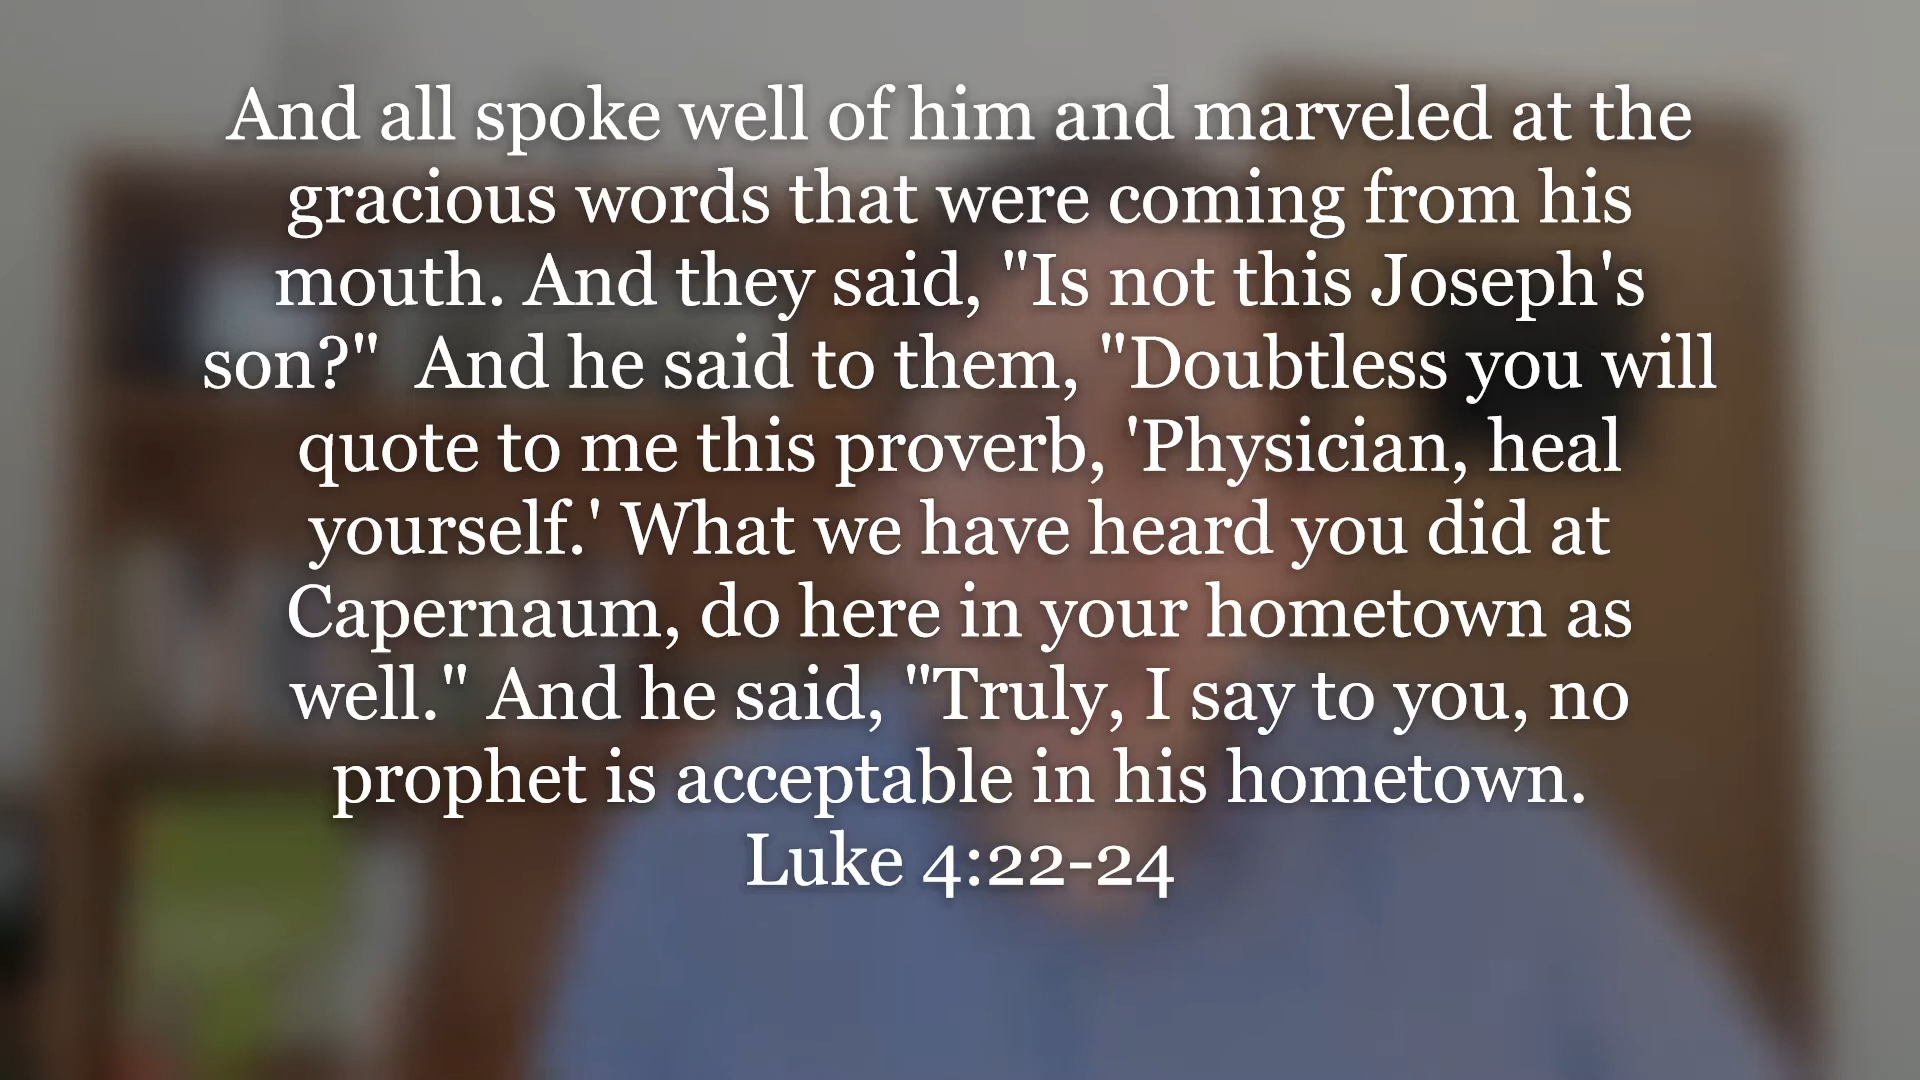 And all spoke well of him and marveled at the
gracious words that were coming from his
mouth. And they said, "Is not this Joseph's
son?"  And he said to them, "Doubtless you will
quote to me this proverb, 'Physician, heal
yourself.' What we have heard you did at
Capernaum, do here in your hometown as
well." And he said, "Truly, I say to you, no
prophet is acceptable in his hometown.
Luke 4:22-24